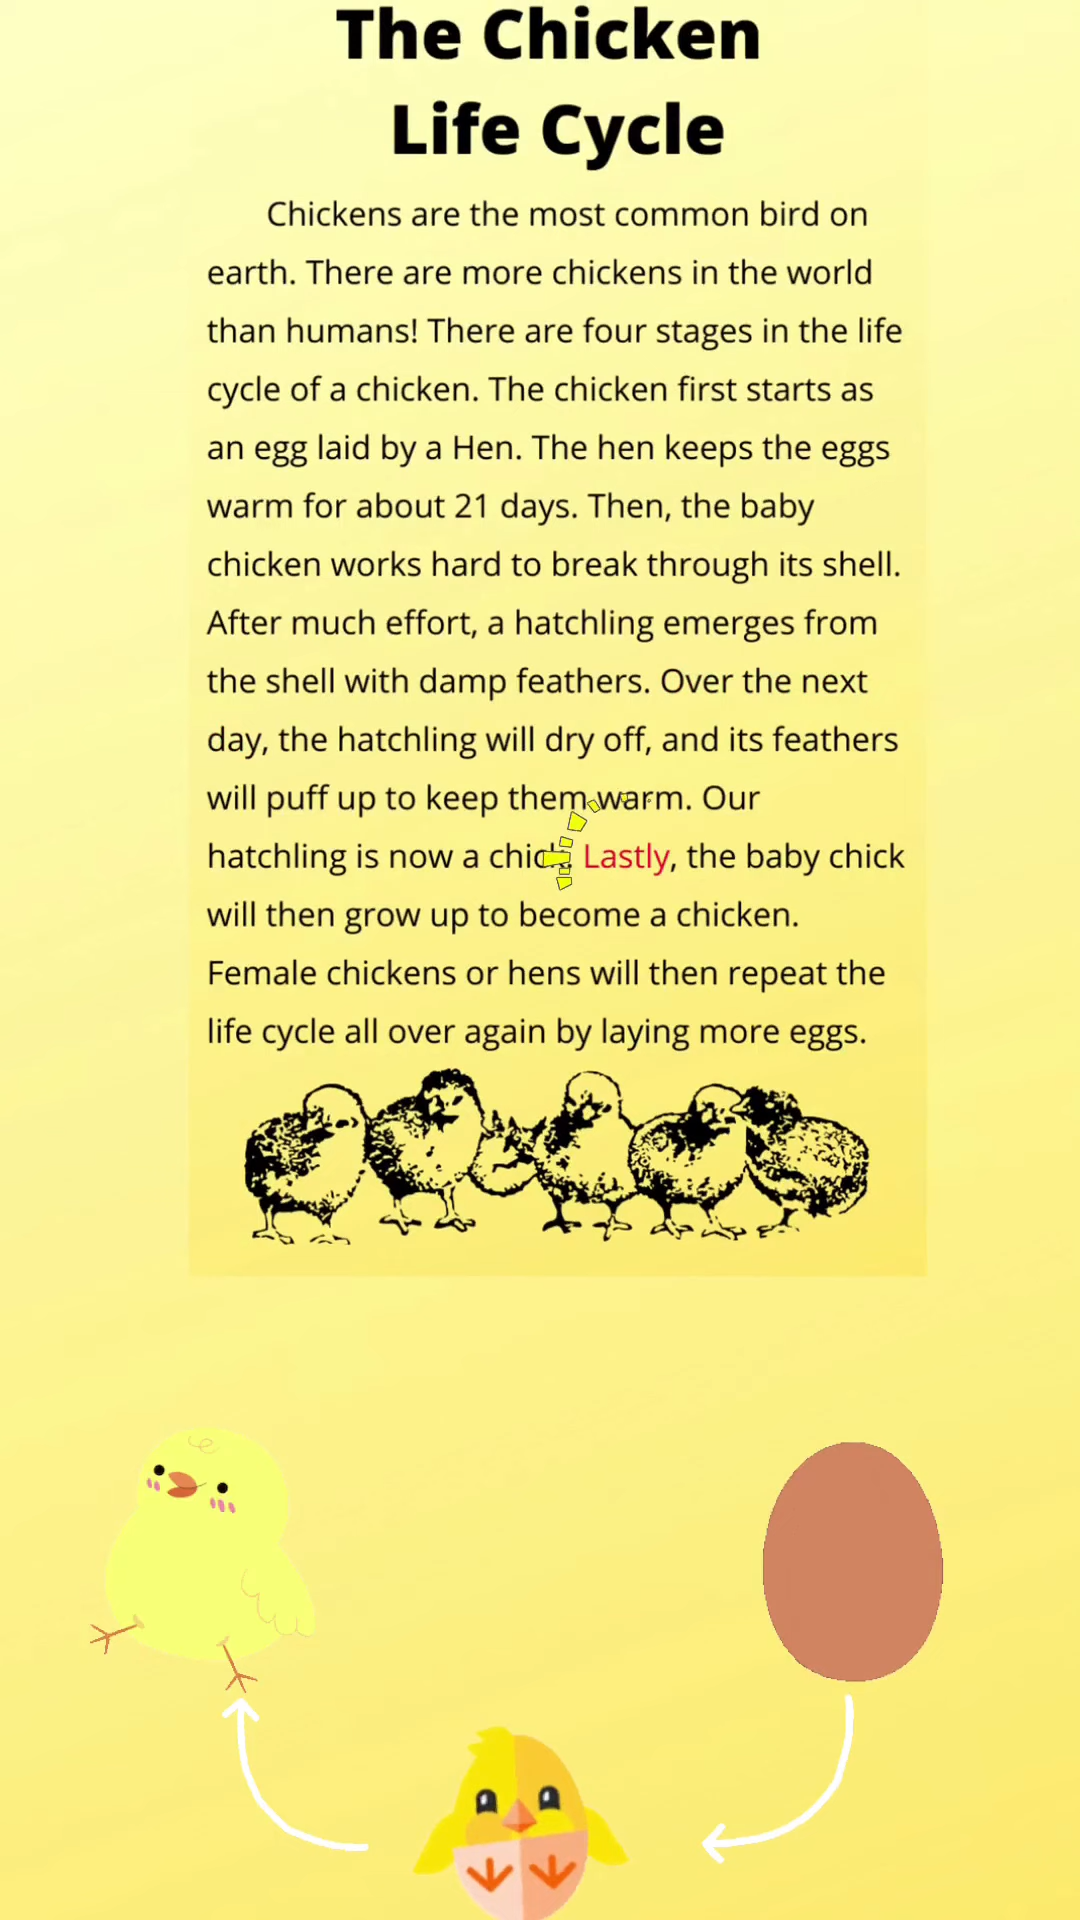 The Chicken
Life Cycle
Chickens are the most common bird on
earth. There are more chickens in the world
than humans! There are four stages in the life
cycle of a chicken. The chicken first starts as
an egg laid by a Hen. The hen keeps the eggs
warm for about 21 days. Then, the baby
chicken works hard to break through its shell.
After much effort, a hatchling emerges from
the shell with damp feathers. Over the next
day, the hatchling will dry off, and its feathers
will puff up to keep them warm. Our
hatchling is now a chick. Lastly, the baby chick
will then grow up to become a chicken.
Female chickens or hens will then repeat the
life cycle all over again by laying more eggs.